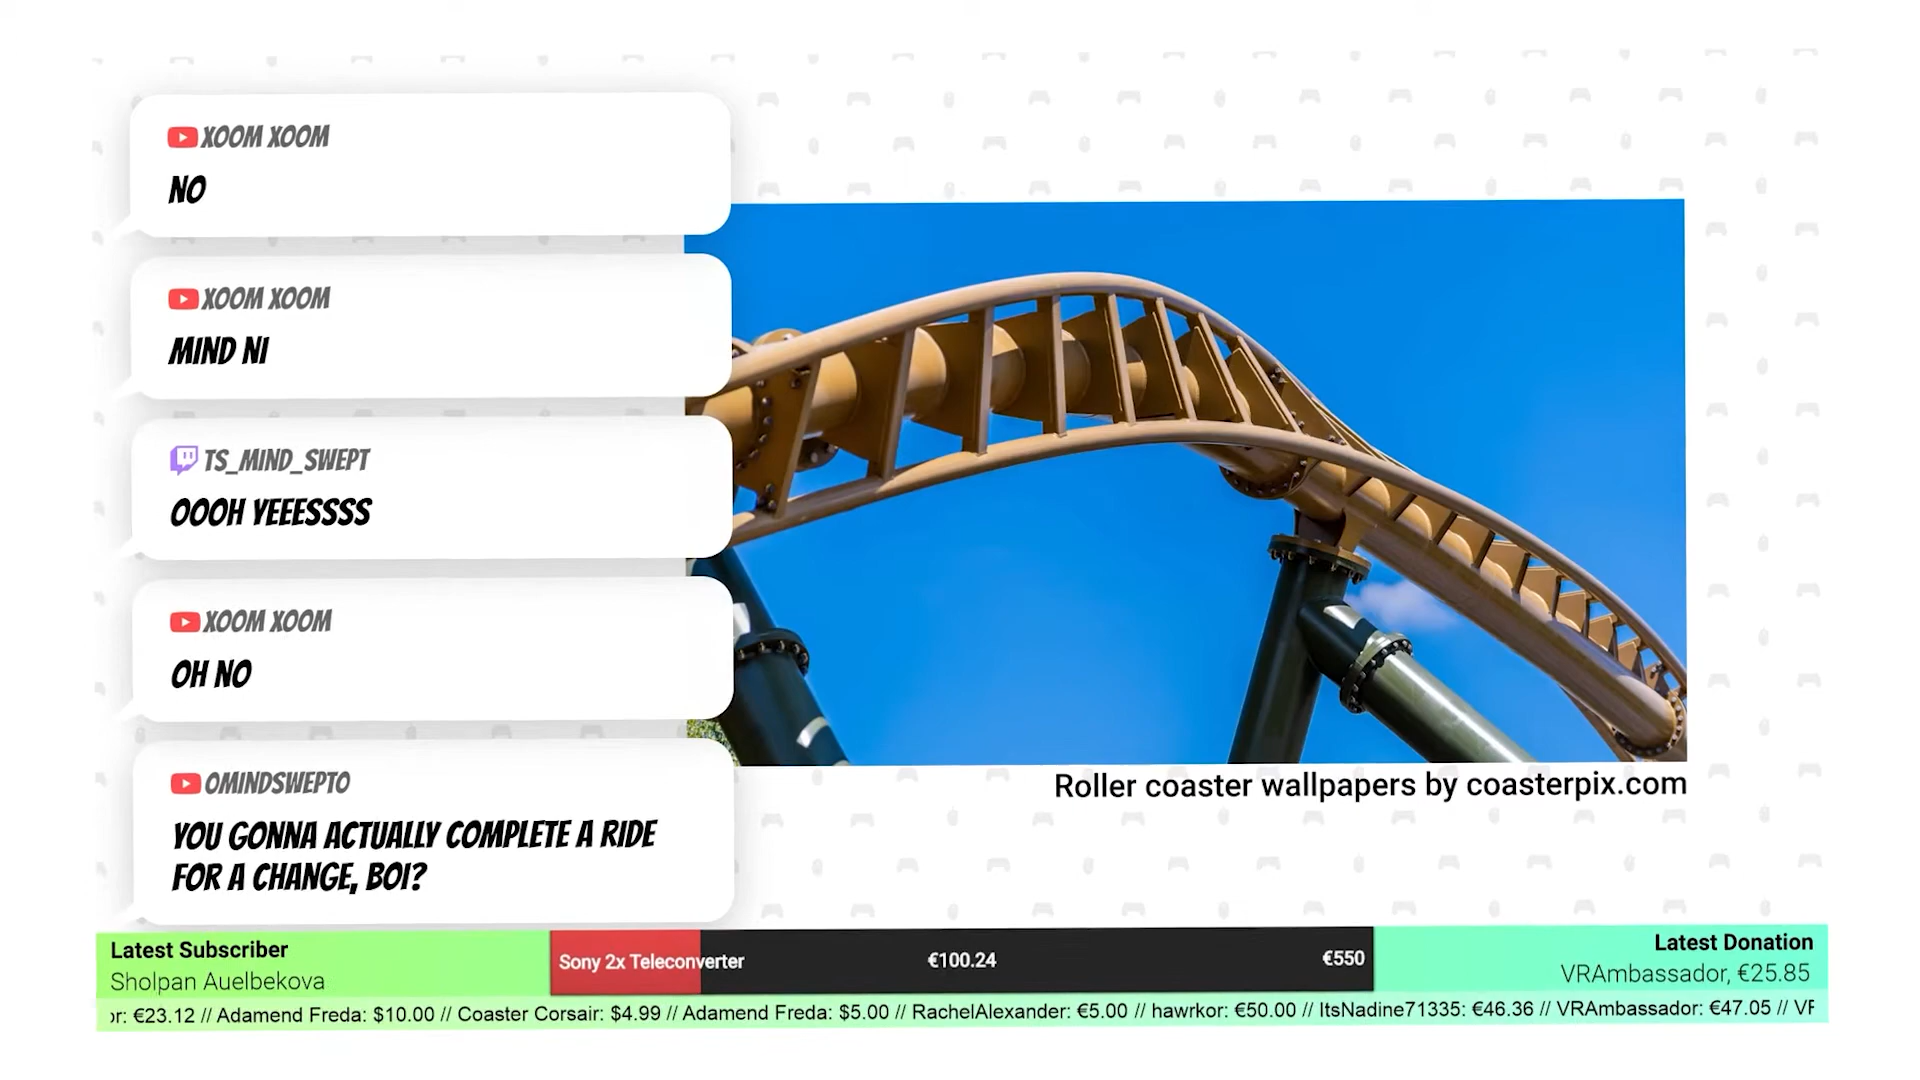 XOOM XOOM
NO
XOOM XOOM
MIND NI
TS_MIND_SWEPT
OOOH YEEESSSS
XOOM XOOM
OH NO
OMINDSWEPTO
YOU GONNA ACTUALLY COMPLETE A RIDE
FOR A CHANGE, BOI?
Roller coaster wallpapers by coasterpix.com
Latest Subscriber
Sholpan Auelbekova
Sony 2x Teleconverter
€100.24
€550
Latest Donation
VRAmbassador, €25.85
or: €23.12 // Adamend Freda: $10.00 // Coaster Corsair: $4.99 // Adamend Freda: $5.00 // RachelAlexander: €5.00 // hawrkor: €50.00 // ItsNadine71335: €46.36 // VRAmbassador: €47.05 // VR